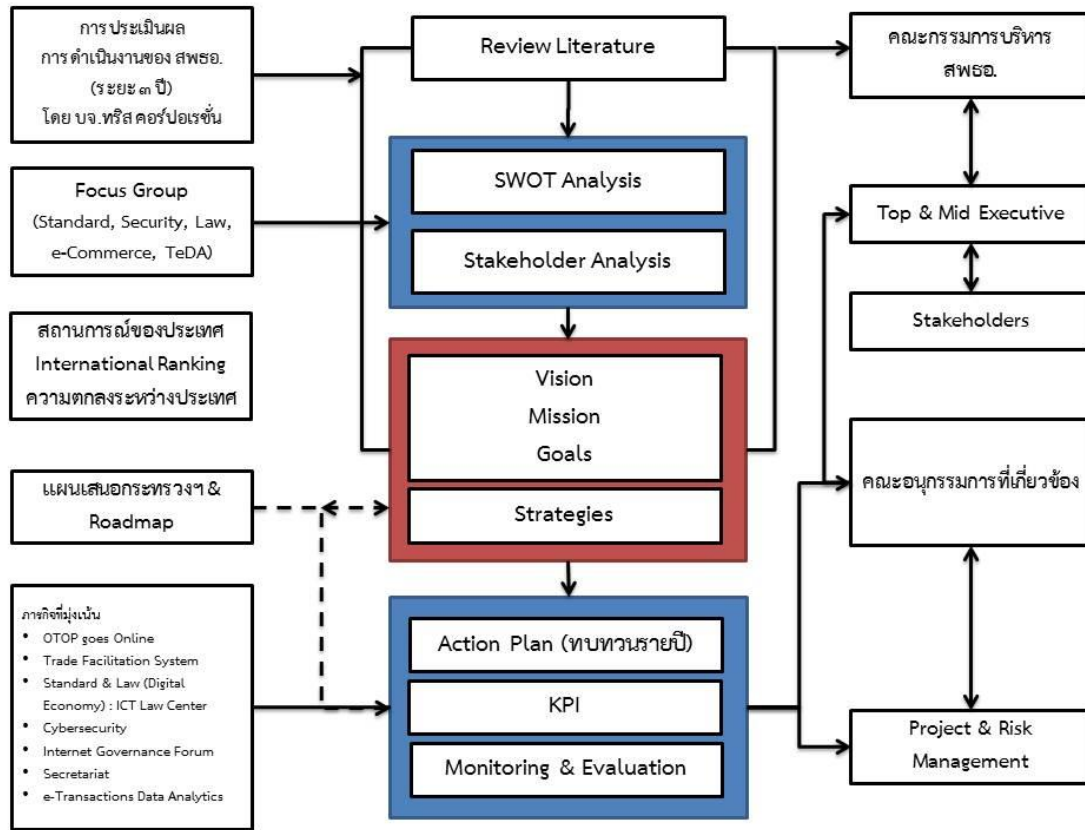 การประเมินผล
การดำเนินงานของ สพธอ.
(ระยะ ๓ ปี)
โดย บจ.ทริส คอร์ปอเรชั่น
Focus Group
(Standard, Security, Law,
e-Commerce, TeDA)
สถานการณ์ของประเทศ
International Ranking
ความตกลงระหว่างประเทศ
แผนเสนอกระทรวงฯ &
Roadmap
ภารกิจที่มุ่งเน้น
• OTOP goes Online
• Trade Facilitation System
• Standard & Law (Digital
Economy) : ICT Law Center
• Cybersecurity
• Internet Governance Forum
• Secretariat
• e-Transactions Data Analytics
Review Literature
SWOT Analysis
Stakeholder Analysis
Vision
Mission
Goals
Strategies
Action Plan (ทบทวนรายปี)
KPI
Monitoring & Evaluation
คณะกรรมการบริหาร
สพธอ.
Top & Mid Executive
Stakeholders
คณะอนุกรรมการที่เกี่ยวข้อง
Project & Risk
Management